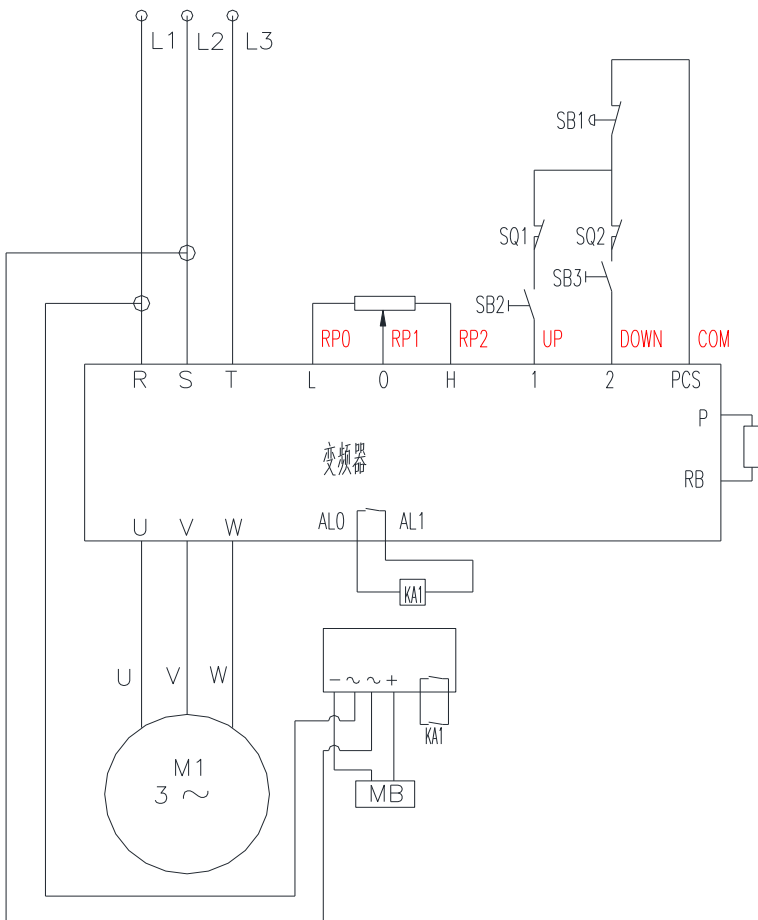 L1 L2 L3
SB1
SQ1 SQ2
SB3
SB2
RP0 RP1 RP2 UP DOWN COM
R S T L O H 1 2 PCS
P
变频器
RB
U V W AL0 AL1
KA1
U V W
- ~ ~ +
KA1
M1
3 ~
MB